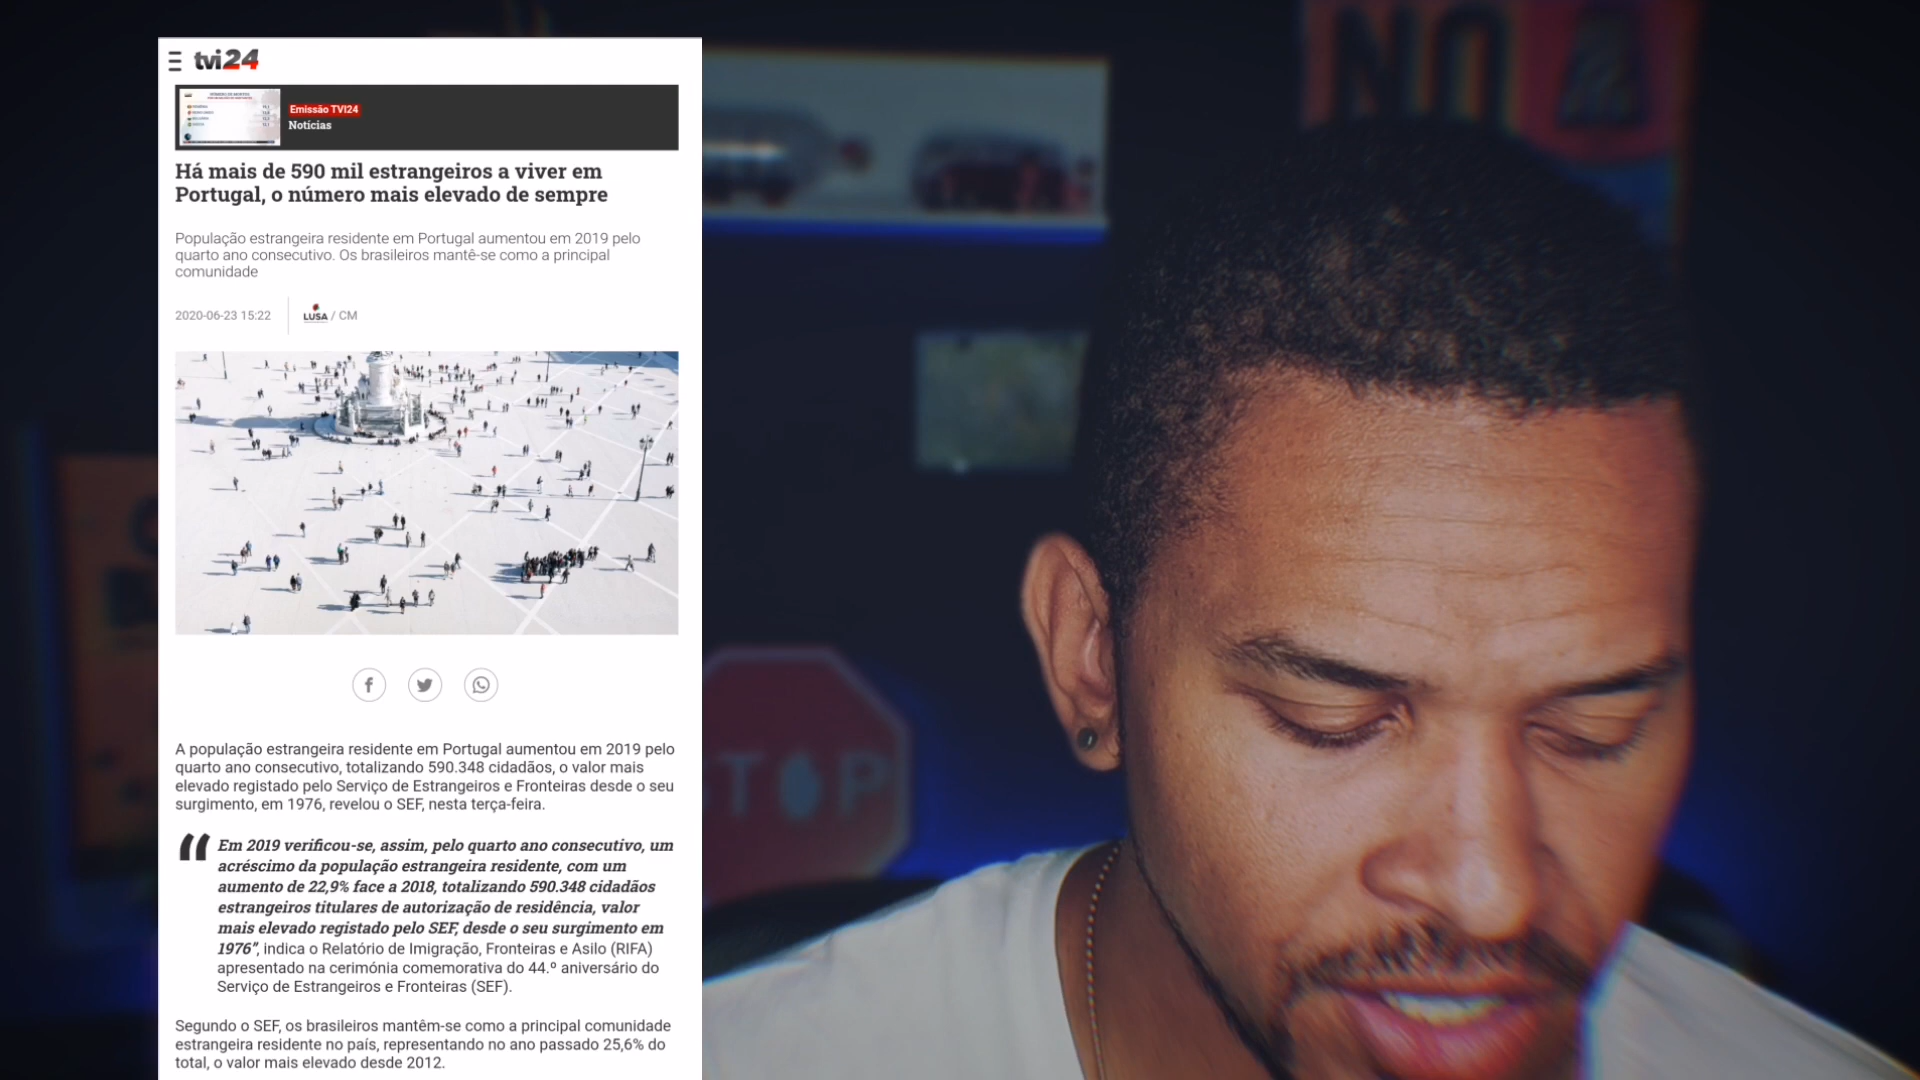 tvi24
Emissão TVI24
Notícias
Há mais de 590 mil estrangeiros a viver em
Portugal, o número mais elevado de sempre
População estrangeira residente em Portugal aumentou em 2019 pelo
quarto ano consecutivo. Os brasileiros mantê-se como a principal
comunidade
2020-06-23 15:22
LUSA / CM
A população estrangeira residente em Portugal aumentou em 2019 pelo
quarto ano consecutivo, totalizando 590.348 cidadãos, o valor mais
elevado registado pelo Serviço de Estrangeiros e Fronteiras desde o seu
surgimento, em 1976, revelou o SEF, nesta terça-feira.
“ Em 2019 verificou-se, assim, pelo quarto ano consecutivo, um
acréscimo da população estrangeira residente, com um
aumento de 22,9% face a 2018, totalizando 590.348 cidadãos
estrangeiros titulares de autorização de residência, valor
mais elevado registado pelo SEF, desde o seu surgimento em
1976”, indica o Relatório de Imigração, Fronteiras e Asilo (RIFA)
apresentado na cerimónia comemorativa do 44.º aniversário do
Serviço de Estrangeiros e Fronteiras (SEF).
Segundo o SEF, os brasileiros mantêm-se como a principal comunidade
estrangeira residente no país, representando no ano passado 25,6% do
total, o valor mais elevado desde 2012.
NO
STOP